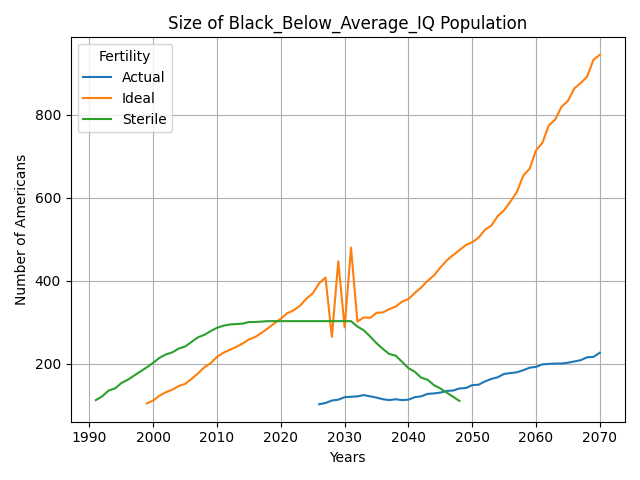 Size of Black_Below_Average_IQ Population
Fertility
Actual
Ideal
Sterile
Number of Americans
800
600
400
200
1990 2000 2010 2020 2030 2040 2050 2060 2070
Years